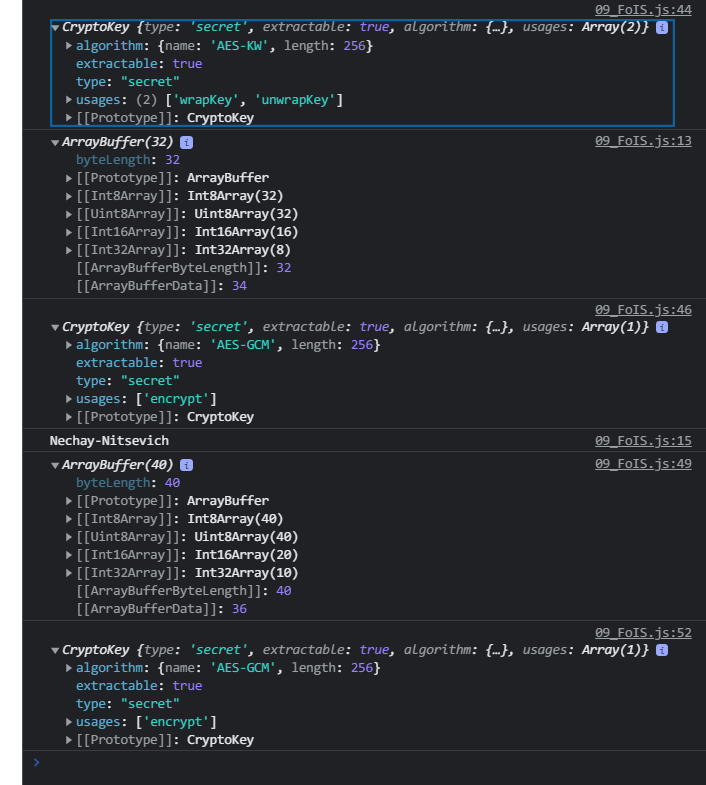 09_FoIS.js:44
▼CryptoKey {type: 'secret', extractable: true, algorithm: {…}, usages: Array(2)} i
▶algorithm: {name: 'AES-KW', length: 256}
extractable: true
type: "secret"
▶usages: (2) ['wrapKey', 'unwrapKey']
▶[[Prototype]]: CryptoKey
▼ArrayBuffer(32) i 09_FoIS.js:13
byteLength: 32
▶[[Prototype]]: ArrayBuffer
▶[[Int8Array]]: Int8Array(32)
▶[[Uint8Array]]: Uint8Array(32)
▶[[Int16Array]]: Int16Array(16)
▶[[Int32Array]]: Int32Array(8)
[[ArrayBufferByteLength]]: 32
[[ArrayBufferData]]: 34
09_FoIS.js:46
▼CryptoKey {type: 'secret', extractable: true, algorithm: {…}, usages: Array(1)} i
▶algorithm: {name: 'AES-GCM', length: 256}
extractable: true
type: "secret"
▶usages: ['encrypt']
▶[[Prototype]]: CryptoKey
Nechay-Nitsevich 09_FoIS.js:15
▼ArrayBuffer(40) i 09_FoIS.js:49
byteLength: 40
▶[[Prototype]]: ArrayBuffer
▶[[Int8Array]]: Int8Array(40)
▶[[Uint8Array]]: Uint8Array(40)
▶[[Int16Array]]: Int16Array(20)
▶[[Int32Array]]: Int32Array(10)
[[ArrayBufferByteLength]]: 40
[[ArrayBufferData]]: 36
09_FoIS.js:52
▼CryptoKey {type: 'secret', extractable: true, algorithm: {…}, usages: Array(1)} i
▶algorithm: {name: 'AES-GCM', length: 256}
extractable: true
type: "secret"
▶usages: ['encrypt']
▶[[Prototype]]: CryptoKey
>